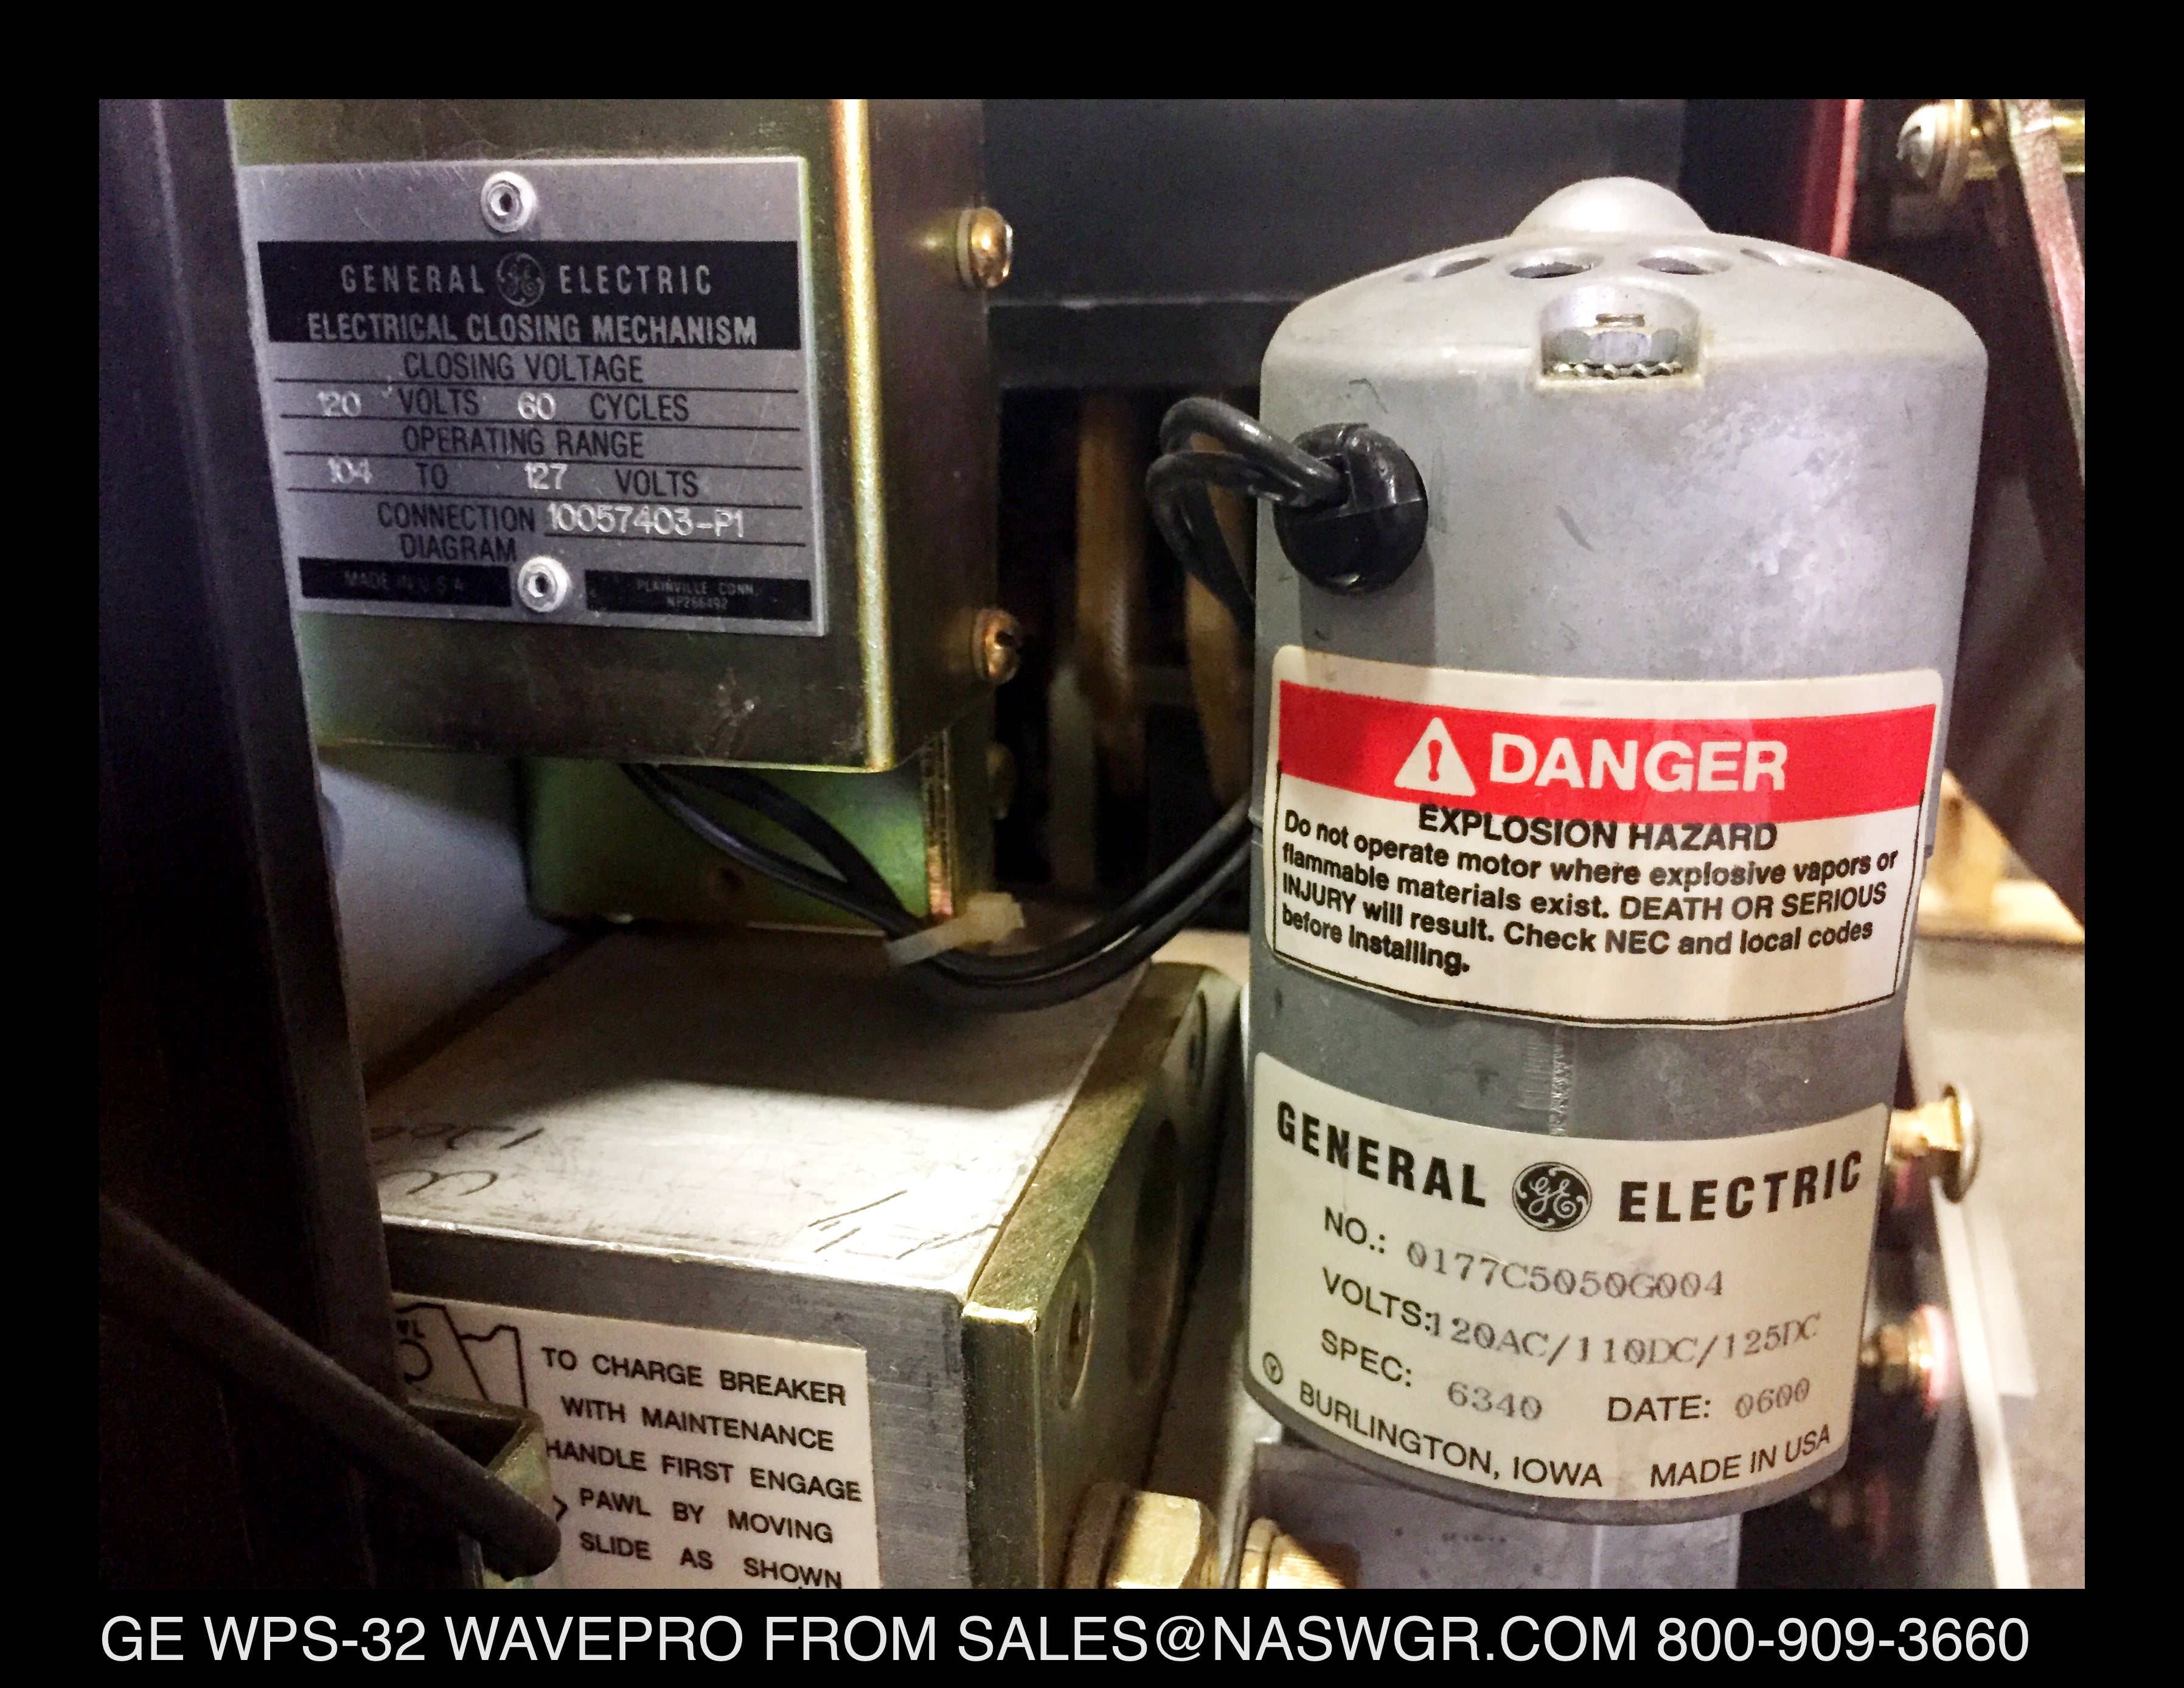 GENERAL GE ELECTRIC
ELECTRICAL CLOSING MECHANISM
CLOSING VOLTAGE
120 VOLTS 60 CYCLES
OPERATING RANGE
104 TO 127 VOLTS
CONNECTION 10057403-P1
DIAGRAM
MADE IN U S A
PLAINVILLE CONN.
NP266492
DANGER
EXPLOSION HAZARD
Do not operate motor where explosive vapors or
flammable materials exist. DEATH OR SERIOUS
INJURY will result. Check NEC and local codes
before installing.
GENERAL GE ELECTRIC
NO.: 0177C5050G004
VOLTS: 120AC/110DC/125DC
SPEC: 6340 DATE: 0600
BURLINGTON, IOWA MADE IN USA
TO CHARGE BREAKER
WITH MAINTENANCE
HANDLE FIRST ENGAGE
PAWL BY MOVING
SLIDE AS SHOWN
GE WPS-32 WAVEPRO FROM SALES@NASWGR.COM 800-909-3660